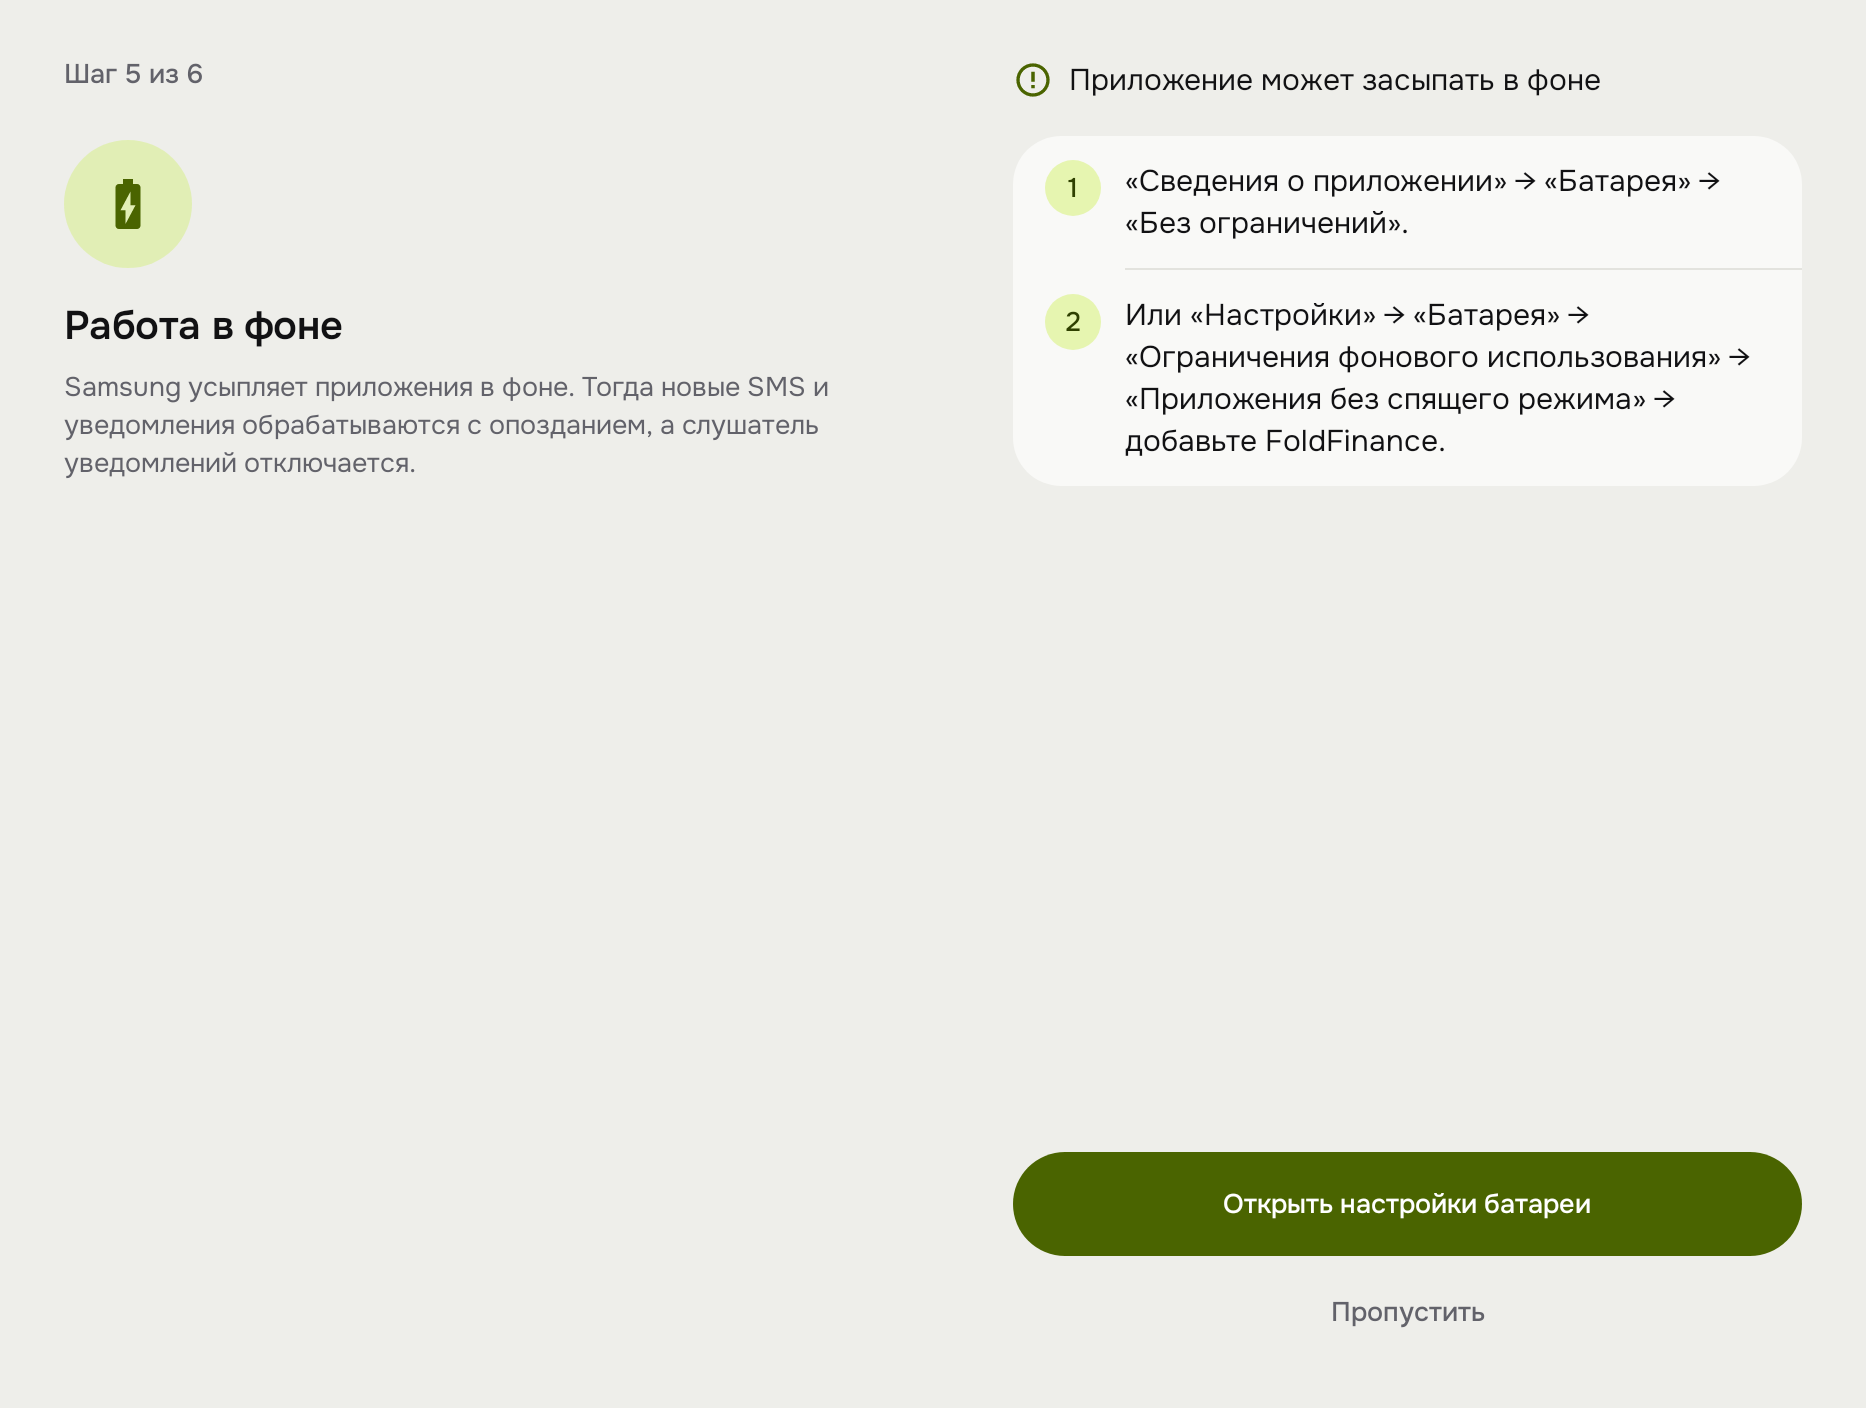 Шаг 5 из 6
Работа в фоне
Samsung усыпляет приложения в фоне. Тогда новые SMS и
уведомления обрабатываются с опозданием, а слушатель
уведомлений отключается.
Приложение может засыпать в фоне
1 «Сведения о приложении» → «Батарея» →
«Без ограничений».
2 Или «Настройки» → «Батарея» →
«Ограничения фонового использования» →
«Приложения без спящего режима» →
добавьте FoldFinance.
Открыть настройки батареи
Пропустить